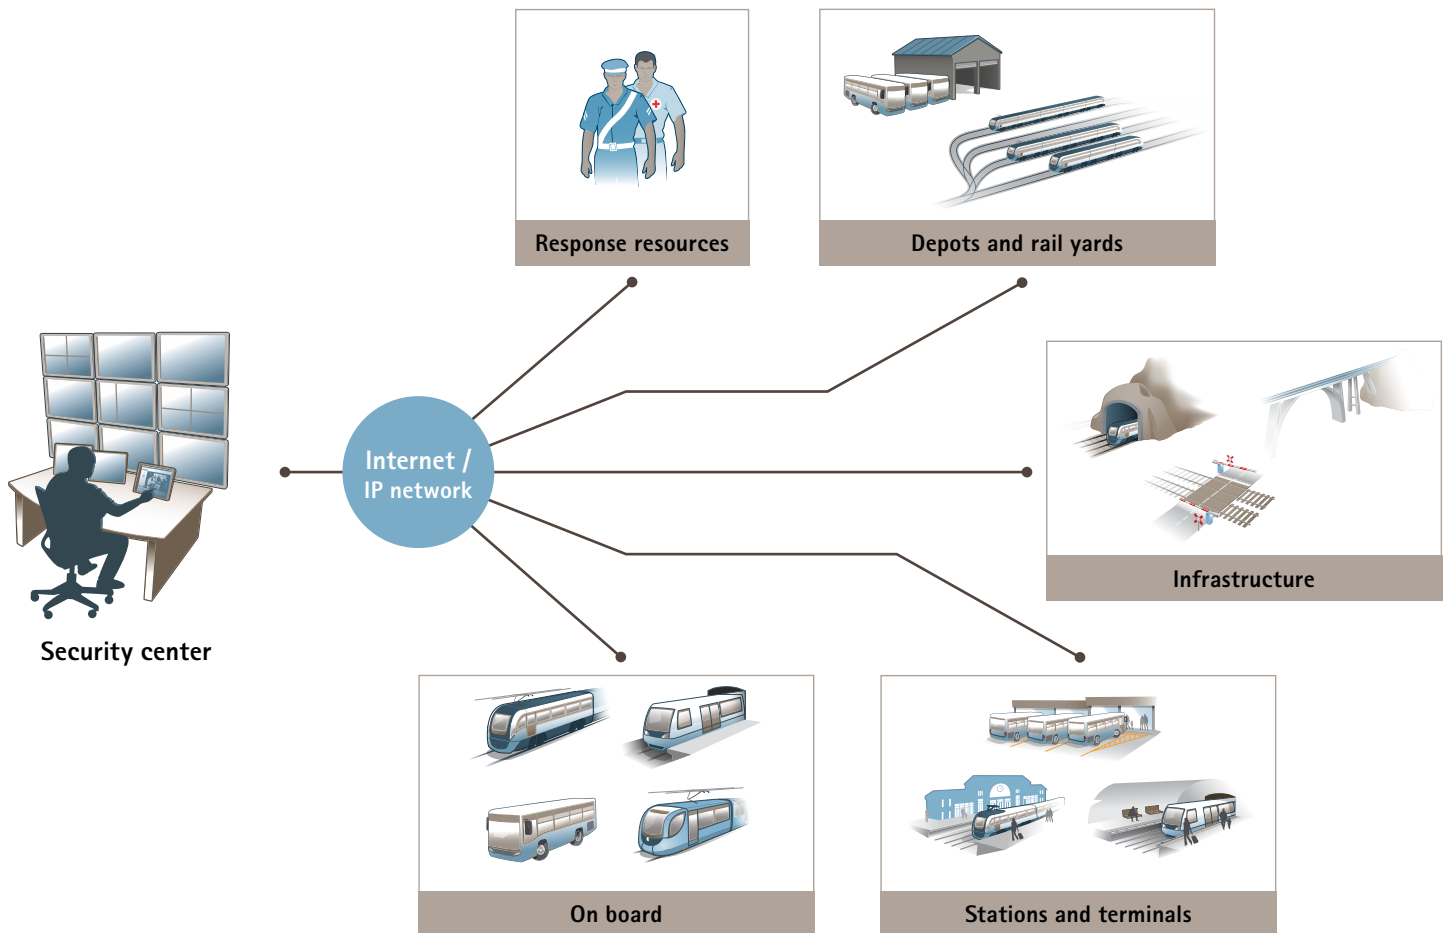 Response resources
Depots and rail yards
Internet /
IP network
Infrastructure
Security center
On board
Stations and terminals